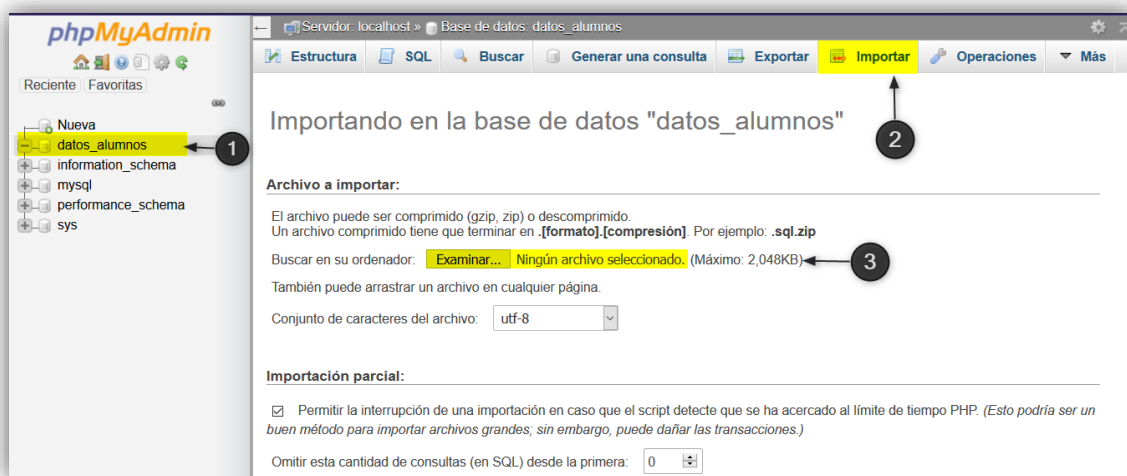 phpMyAdmin
Reciente Favoritas
Nueva
datos_alumnos
information_schema
mysql
performance_schema
sys
1
Servidor: localhost » Base de datos: datos_alumnos
Estructura SQL Buscar Generar una consulta Exportar Importar Operaciones Más
2
Importando en la base de datos "datos_alumnos"
Archivo a importar:
El archivo puede ser comprimido (gzip, zip) o descomprimido.
Un archivo comprimido tiene que terminar en .[formato].[compresión]. Por ejemplo: .sql.zip
Buscar en su ordenador: Examinar... Ningún archivo seleccionado. (Máximo: 2,048KB)
3
También puede arrastrar un archivo en cualquier página.
Conjunto de caracteres del archivo: utf-8
Importación parcial:
Permitir la interrupción de una importación en caso que el script detecte que se ha acercado al límite de tiempo PHP. (Esto podría ser un
buen método para importar archivos grandes; sin embargo, puede dañar las transacciones.)
Omitir esta cantidad de consultas (en SQL) desde la primera: 0